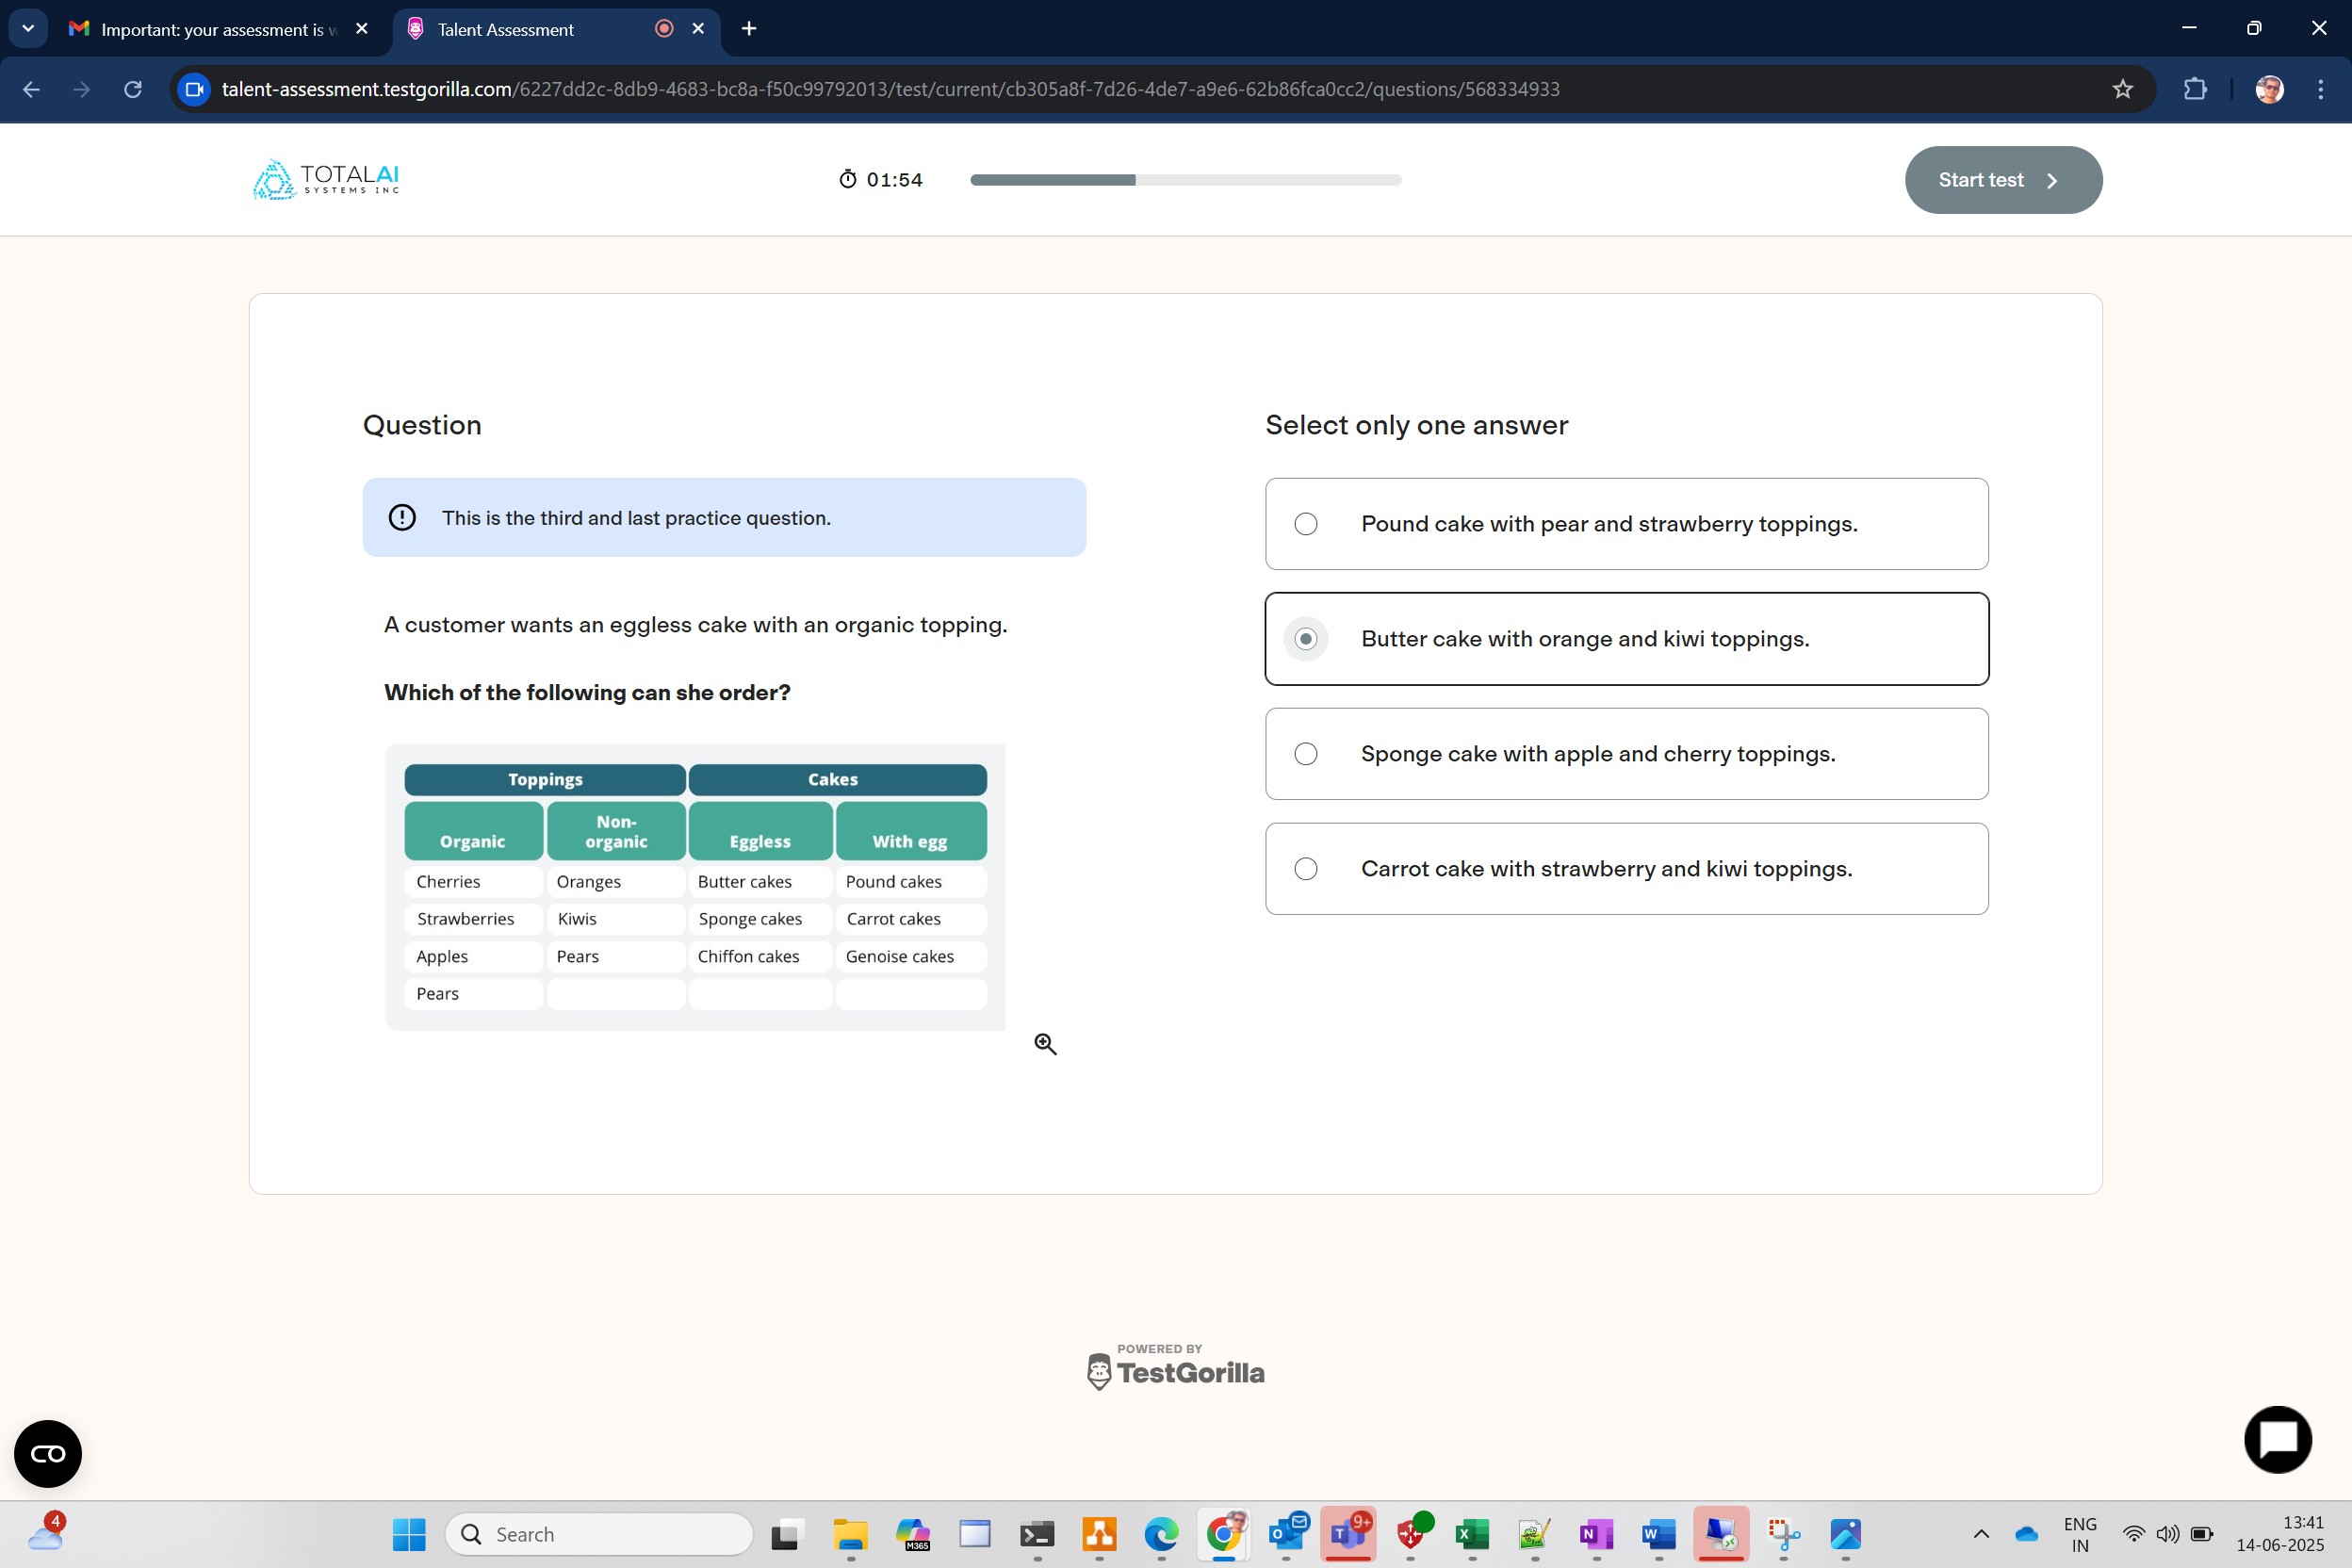 Important: your assessment is w
Talent Assessment
talent-assessment.testgorilla.com/6227dd2c-8db9-4683-bc8a-f50c99792013/test/current/cb305a8f-7d26-4de7-a9e6-62b86fca0cc2/questions/568334933
TOTALAI
SYSTEMS INC
01:54
Start test
Question
This is the third and last practice question.
A customer wants an eggless cake with an organic topping.
Which of the following can she order?
Toppings Cakes
Organic Non-organic Eggless With egg
Cherries Oranges Butter cakes Pound cakes
Strawberries Kiwis Sponge cakes Carrot cakes
Apples Pears Chiffon cakes Genoise cakes
Pears
Select only one answer
Pound cake with pear and strawberry toppings.
Butter cake with orange and kiwi toppings.
Sponge cake with apple and cherry toppings.
Carrot cake with strawberry and kiwi toppings.
POWERED BY
TestGorilla
4
Search
M365
9+
ENG
IN
13:41
14-06-2025